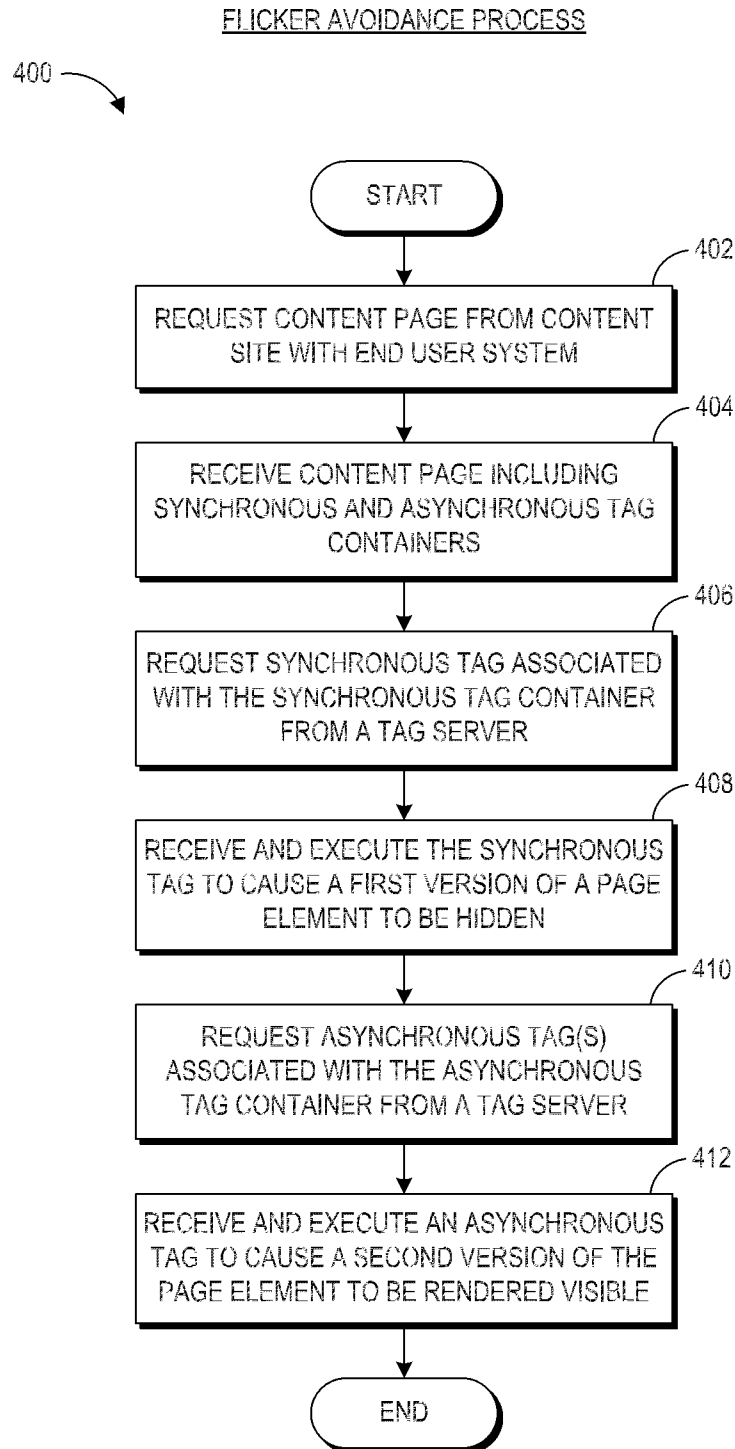 FLICKER AVOIDANCE PROCESS
400
START
402
REQUEST CONTENT PAGE FROM CONTENT
SITE WITH END USER SYSTEM
404
RECEIVE CONTENT PAGE INCLUDING
SYNCHRONOUS AND ASYNCHRONOUS TAG
CONTAINERS
406
REQUEST SYNCHRONOUS TAG ASSOCIATED
WITH THE SYNCHRONOUS TAG CONTAINER
FROM A TAG SERVER
408
RECEIVE AND EXECUTE THE SYNCHRONOUS
TAG TO CAUSE A FIRST VERSION OF A PAGE
ELEMENT TO BE HIDDEN
410
REQUEST ASYNCHRONOUS TAG(S)
ASSOCIATED WITH THE ASYNCHRONOUS
TAG CONTAINER FROM A TAG SERVER
412
RECEIVE AND EXECUTE AN ASYNCHRONOUS
TAG TO CAUSE A SECOND VERSION OF THE
PAGE ELEMENT TO BE RENDERED VISIBLE
END